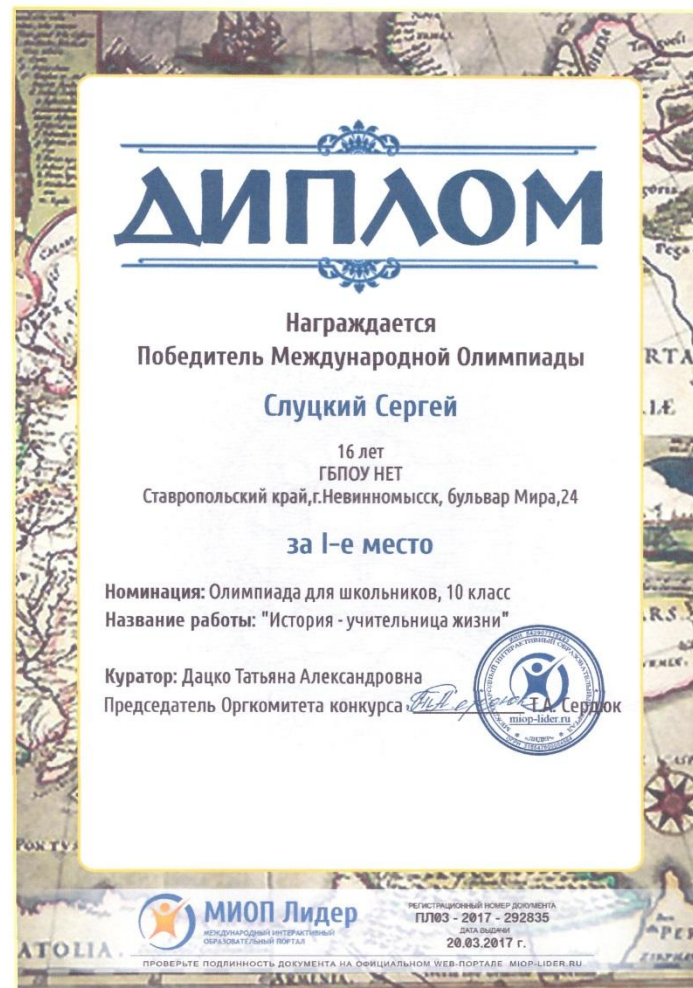 ДИПЛОМ
Награждается
Победитель Международной Олимпиады
Слуцкий Сергей
16 лет
ГБПОУ НЕТ
Ставропольский край,г.Невинномысск, бульвар Мира,24
за I-е место
Номинация: Олимпиада для школьников, 10 класс
Название работы: "История - учительница жизни"
Куратор: Дацко Татьяна Александровна
Председатель Оргкомитета конкурса Т.А. Сердюк
miop-lider.ru
«ЛИДЕР»
PONTVS
ATOLIA.
МИОП Лидер
МЕЖДУНАРОДНЫЙ ИНТЕРАКТИВНЫЙ
ОБРАЗОВАТЕЛЬНЫЙ ПОРТАЛ
РЕГИСТРАЦИОННЫЙ НОМЕР ДОКУМЕНТА
ПЛ03 - 2017 - 292835
ДАТА ВЫДАЧИ
20.03.2017 г.
ПРОВЕРЬТЕ ПОДЛИННОСТЬ ДОКУМЕНТА НА ОФИЦИАЛЬНОМ WEB-ПОРТАЛЕ MIOP-LIDER.RU